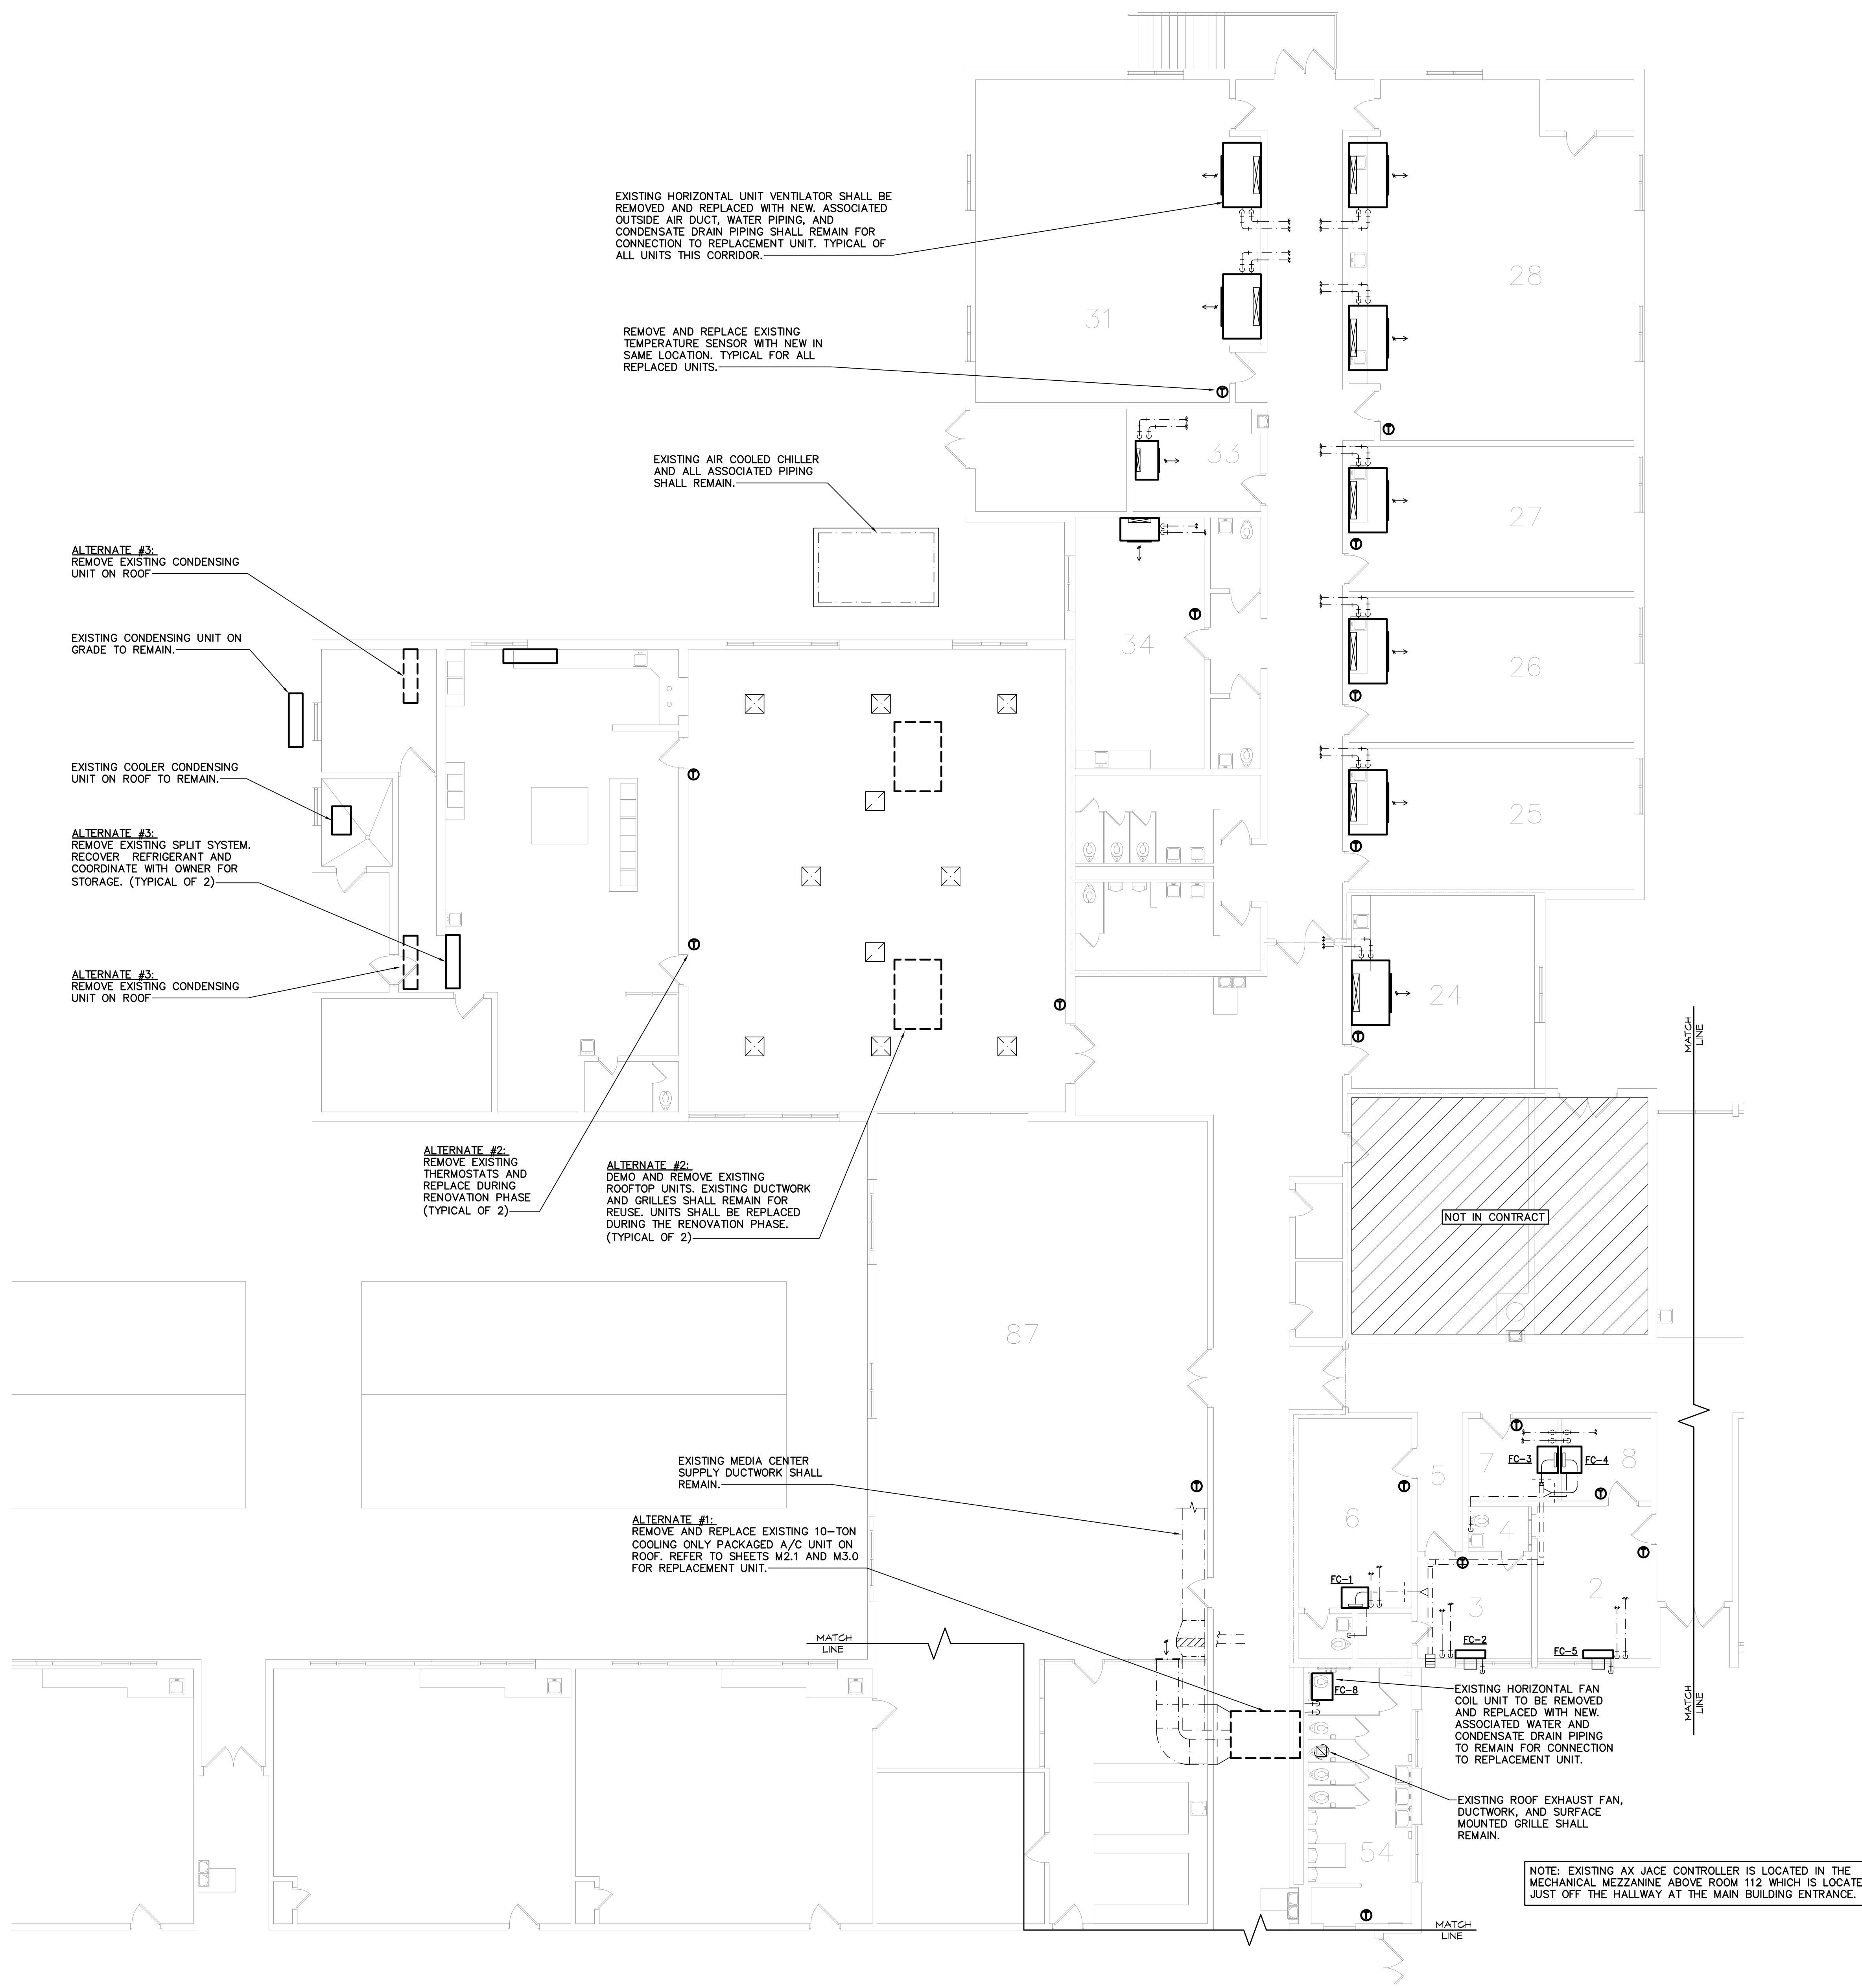 EXISTING HORIZONTAL UNIT VENTILATOR SHALL BE
REMOVED AND REPLACED WITH NEW. ASSOCIATED
OUTSIDE AIR DUCT, WATER PIPING, AND
CONDENSATE DRAIN PIPING SHALL REMAIN FOR
CONNECTION TO REPLACEMENT UNIT. TYPICAL OF
ALL UNITS THIS CORRIDOR.
28
31
REMOVE AND REPLACE EXISTING
TEMPERATURE SENSOR WITH NEW IN
SAME LOCATION. TYPICAL FOR ALL
REPLACED UNITS.
T
T
33
EXISTING AIR COOLED CHILLER
AND ALL ASSOCIATED PIPING
SHALL REMAIN.
27
T
ALTERNATE #3:
REMOVE EXISTING CONDENSING
UNIT ON ROOF
T
EXISTING CONDENSING UNIT ON
GRADE TO REMAIN.
34
26
T
EXISTING COOLER CONDENSING
UNIT ON ROOF TO REMAIN.
T
25
T
ALTERNATE #3:
REMOVE EXISTING SPLIT SYSTEM.
RECOVER REFRIGERANT AND
COORDINATE WITH OWNER FOR
STORAGE. (TYPICAL OF 2)
T
ALTERNATE #3:
REMOVE EXISTING CONDENSING
UNIT ON ROOF
T
24
T
MATCH
LINE
ALTERNATE #2:
REMOVE EXISTING
THERMOSTATS AND
REPLACE DURING
RENOVATION PHASE
(TYPICAL OF 2)
ALTERNATE #2:
DEMO AND REMOVE EXISTING
ROOFTOP UNITS. EXISTING DUCTWORK
AND GRILLES SHALL REMAIN FOR
REUSE. UNITS SHALL BE REPLACED
DURING THE RENOVATION PHASE.
(TYPICAL OF 2)
NOT IN CONTRACT
87
EXISTING MEDIA CENTER
SUPPLY DUCTWORK SHALL
REMAIN.
T
T
T
5
7
FC-3
FC-4
8
T
6
4
T
T
T
ALTERNATE #1:
REMOVE AND REPLACE EXISTING 10-TON
COOLING ONLY PACKAGED A/C UNIT ON
ROOF. REFER TO SHEETS M2.1 AND M3.0
FOR REPLACEMENT UNIT.
FC-1
3
2
MATCH
LINE
FC-2
FC-5
FC-8
EXISTING HORIZONTAL FAN
COIL UNIT TO BE REMOVED
AND REPLACED WITH NEW.
ASSOCIATED WATER AND
CONDENSATE DRAIN PIPING
TO REMAIN FOR CONNECTION
TO REPLACEMENT UNIT.
MATCH
LINE
EXISTING ROOF EXHAUST FAN,
DUCTWORK, AND SURFACE
MOUNTED GRILLE SHALL
REMAIN.
54
T
NOTE: EXISTING AX JACE CONTROLLER IS LOCATED IN THE
MECHANICAL MEZZANINE ABOVE ROOM 112 WHICH IS LOCATE
JUST OFF THE HALLWAY AT THE MAIN BUILDING ENTRANCE.
MATCH
LINE